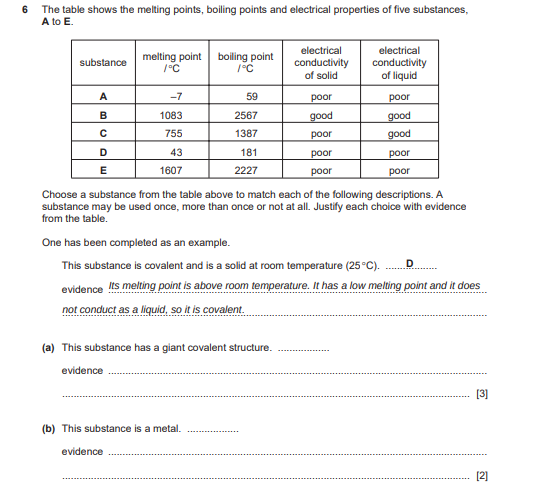 6 The table shows the melting points, boiling points and electrical properties of five substances,
A to E.
substance melting point /°C boiling point /°C electrical conductivity of solid electrical conductivity of liquid
A –7 59 poor poor
B 1083 2567 good good
C 755 1387 poor good
D 43 181 poor poor
E 1607 2227 poor poor
Choose a substance from the table above to match each of the following descriptions. A
substance may be used once, more than once or not at all. Justify each choice with evidence
from the table.
One has been completed as an example.
This substance is covalent and is a solid at room temperature (25°C). .......D.........
evidence Its melting point is above room temperature. It has a low melting point and it does
not conduct as a liquid, so it is covalent.
(a) This substance has a giant covalent structure. ..................
evidence ..........................................................................................
.......................................................................................... [3]
(b) This substance is a metal. ..................
evidence ..........................................................................................
.......................................................................................... [2]